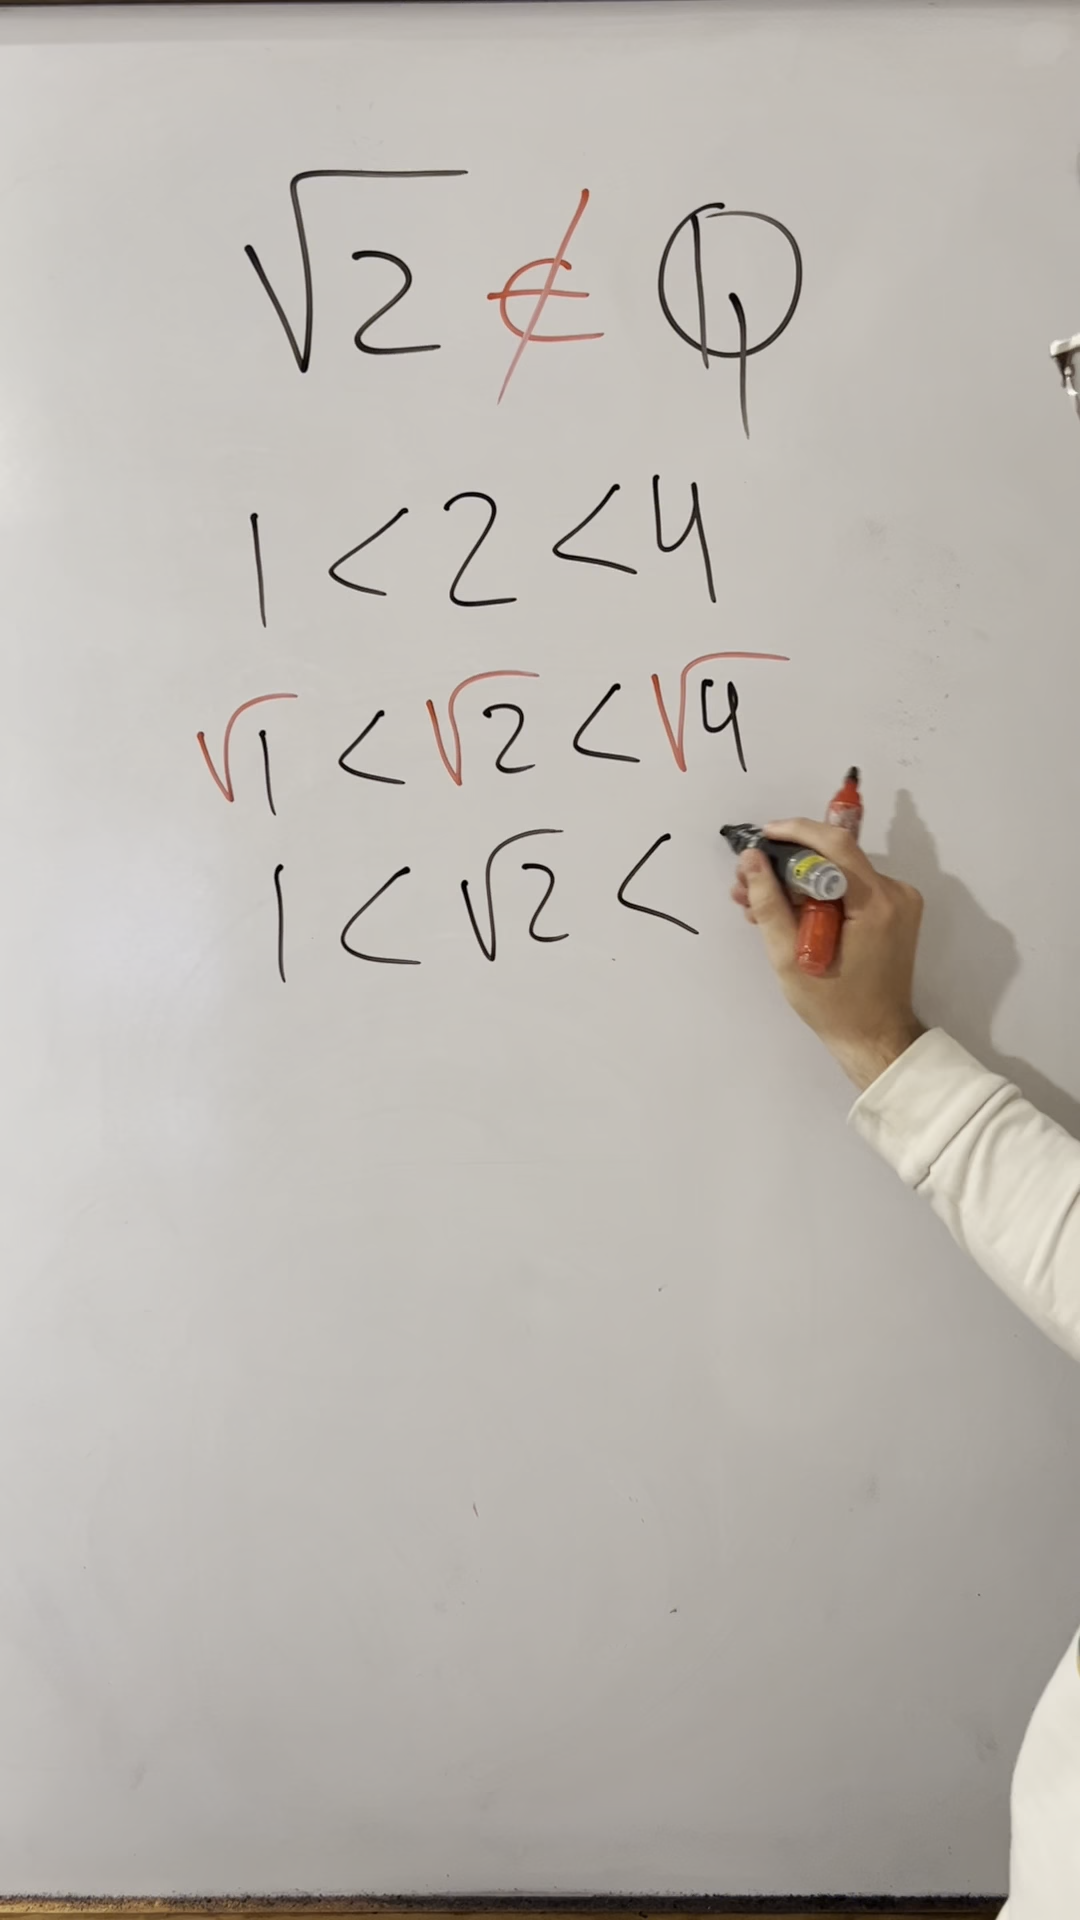 √2 ∉ ℚ
1 < 2 < 4
√1 < √2 < √4
1 < √2 <